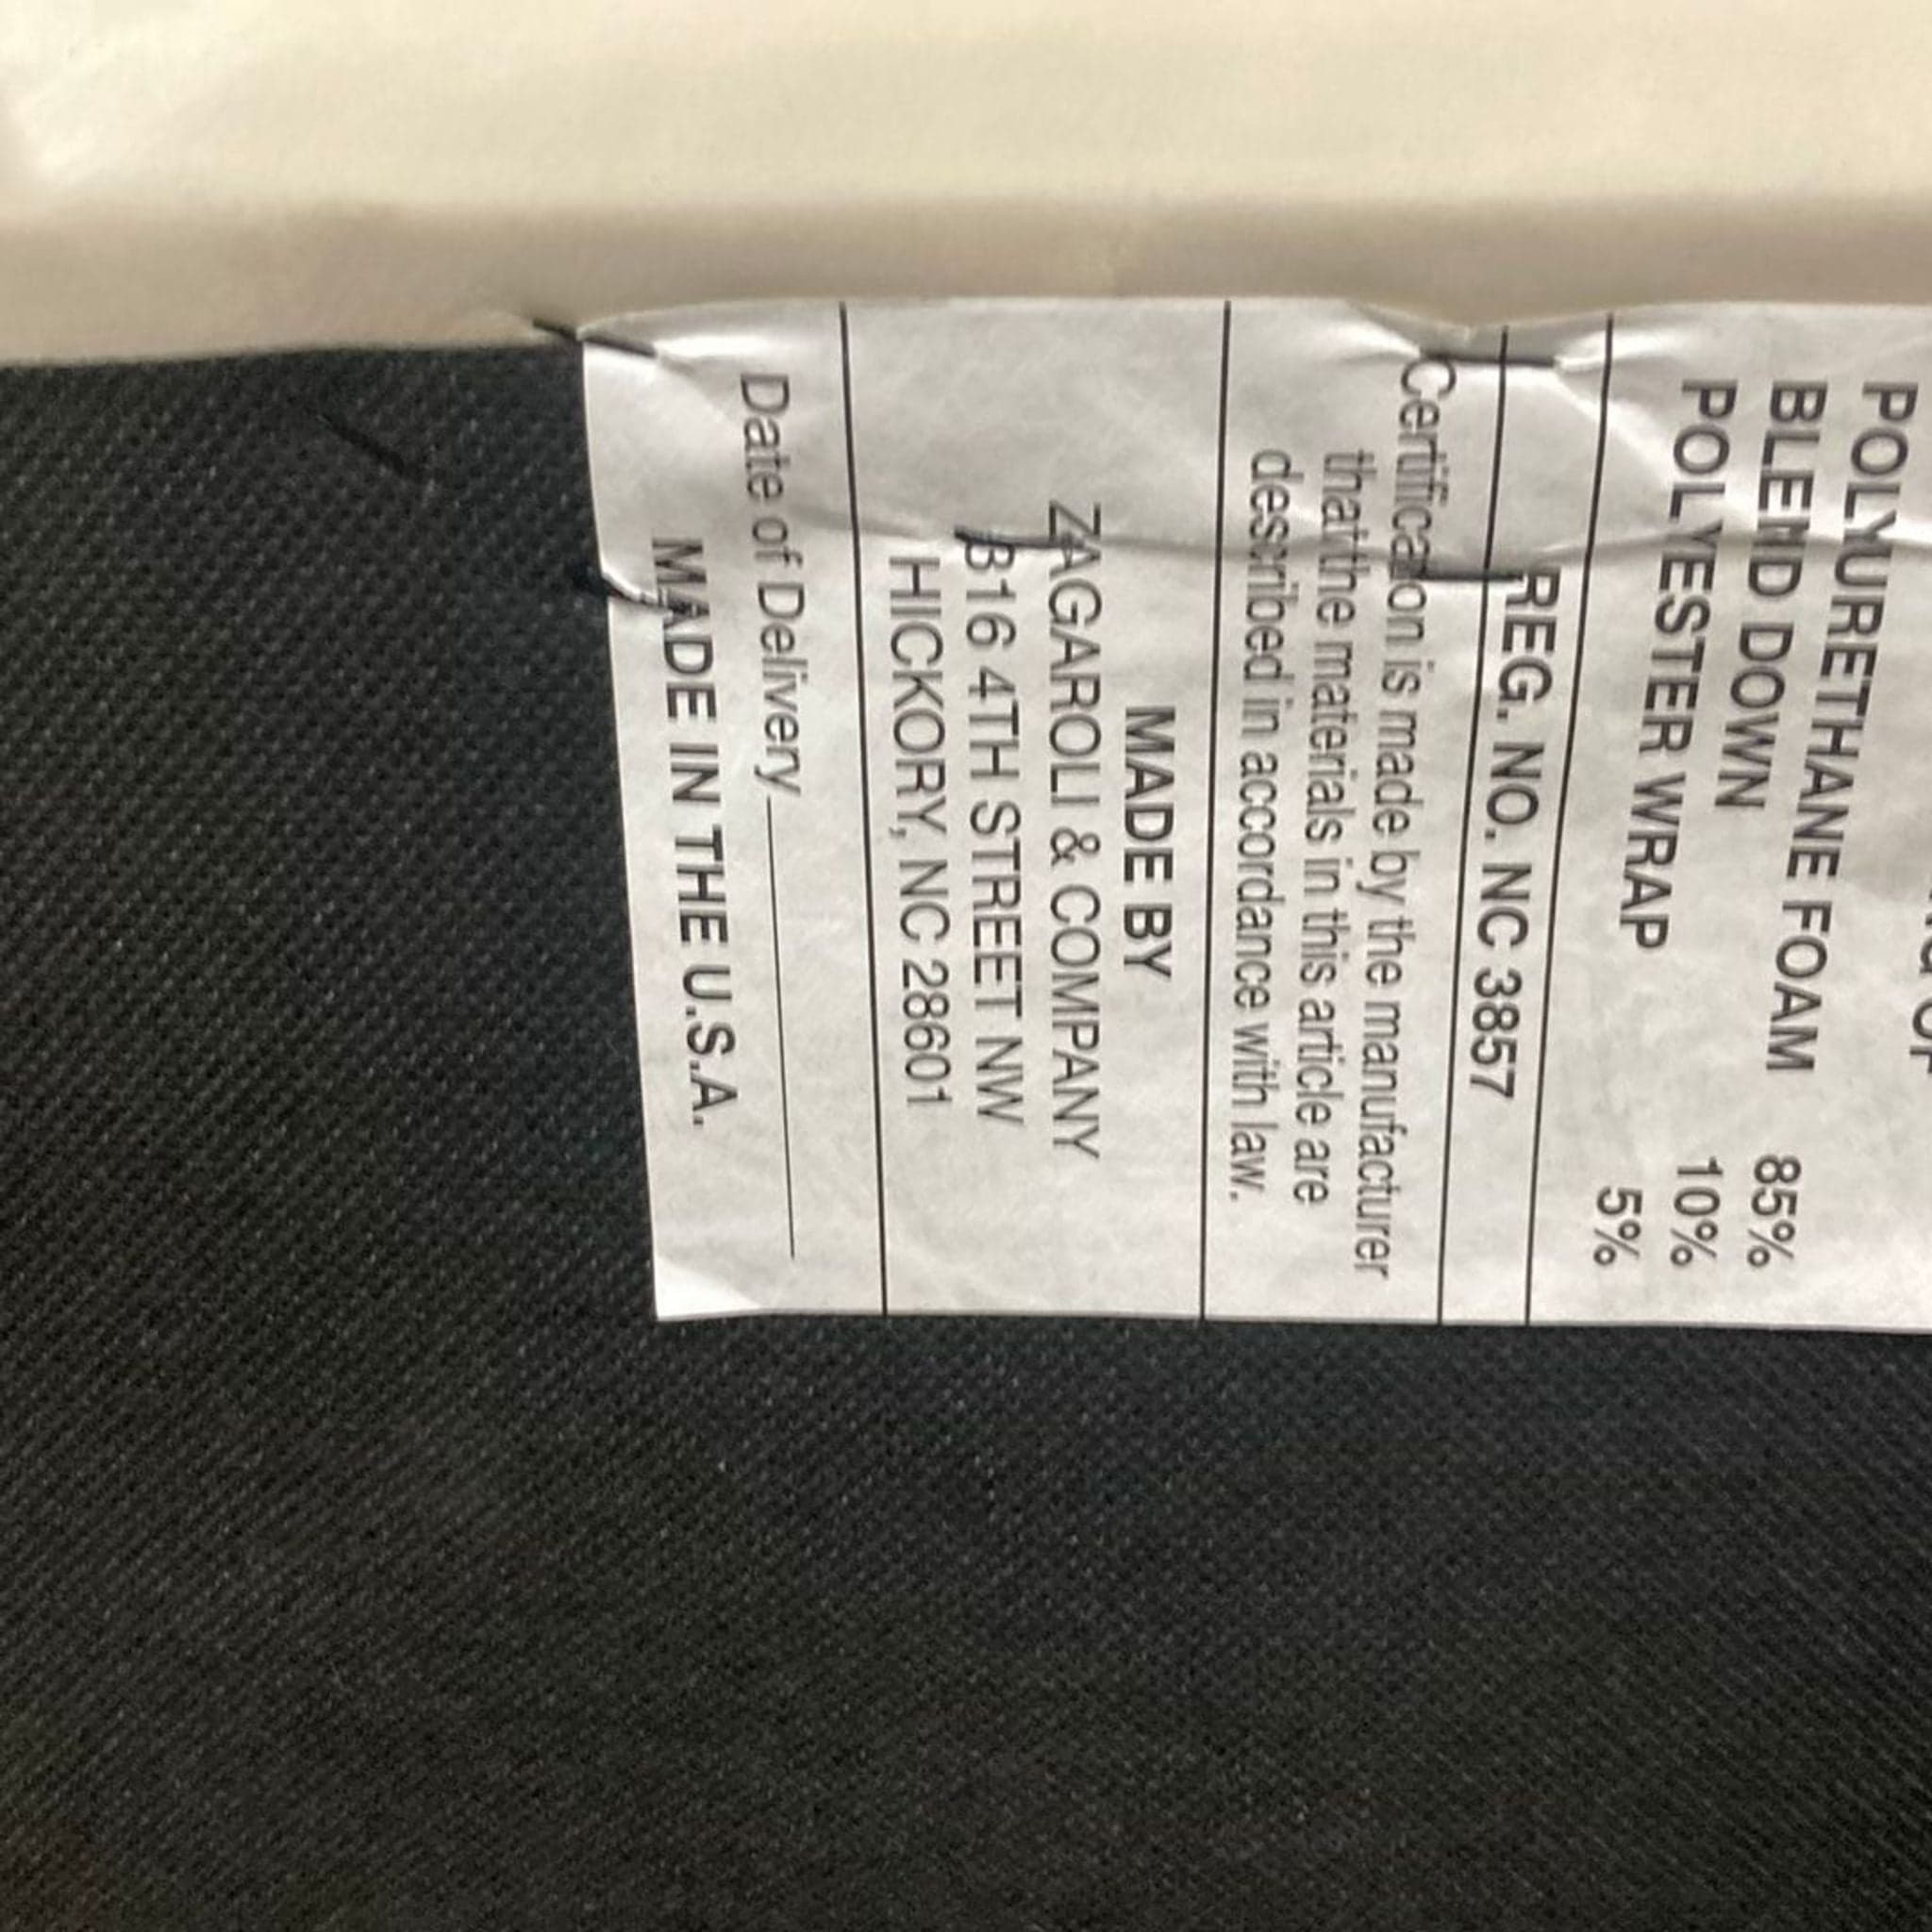 POLYURETHANE FOAM 85%
BLEND DOWN 10%
POLYESTER WRAP 5%
REG. NO. NC 3857
Certification is made by the manufacturer
that the materials in this article are
described in accordance with law.
MADE BY
ZAGAROLI & COMPANY
816 4TH STREET NW
HICKORY, NC 28601
Date of Delivery
MADE IN THE U.S.A.